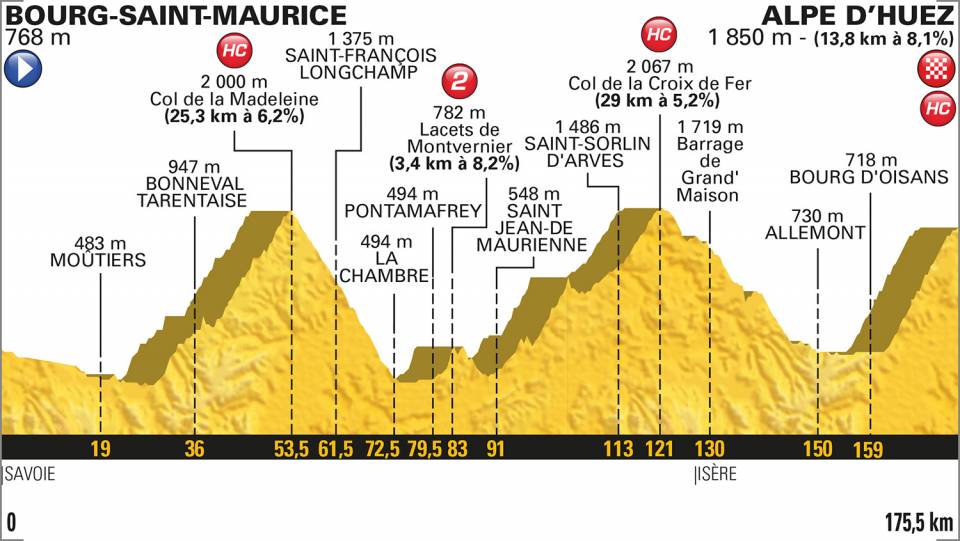 BOURG-SAINT-MAURICE
768 m
ALPE D'HUEZ
1 850 m - (13,8 km à 8,1%)
HC
HC
2 000 m
Col de la Madeleine
(25,3 km à 6,2%)
1 375 m
SAINT-FRANÇOIS
LONGCHAMP
2
782 m
Lacets de
Montvernier
(3,4 km à 8,2%)
HC
2 067 m
Col de la Croix de Fer
(29 km à 5,2%)
1 486 m
SAINT-SORLIN
D'ARVES
1 719 m
Barrage
de
Grand'
Maison
718 m
BOURG D'OISANS
730 m
ALLEMONT
947 m
BONNEVAL
TARENTAISE
483 m
MOÛTIERS
494 m
PONTAMAFREY
494 m
LA
CHAMBRE
548 m
SAINT
JEAN-DE
MAURIENNE
19 36 53,5 61,5 72,5 79,5 83 91 113 121 130 150 159
SAVOIE
ISÈRE
0
175,5 km